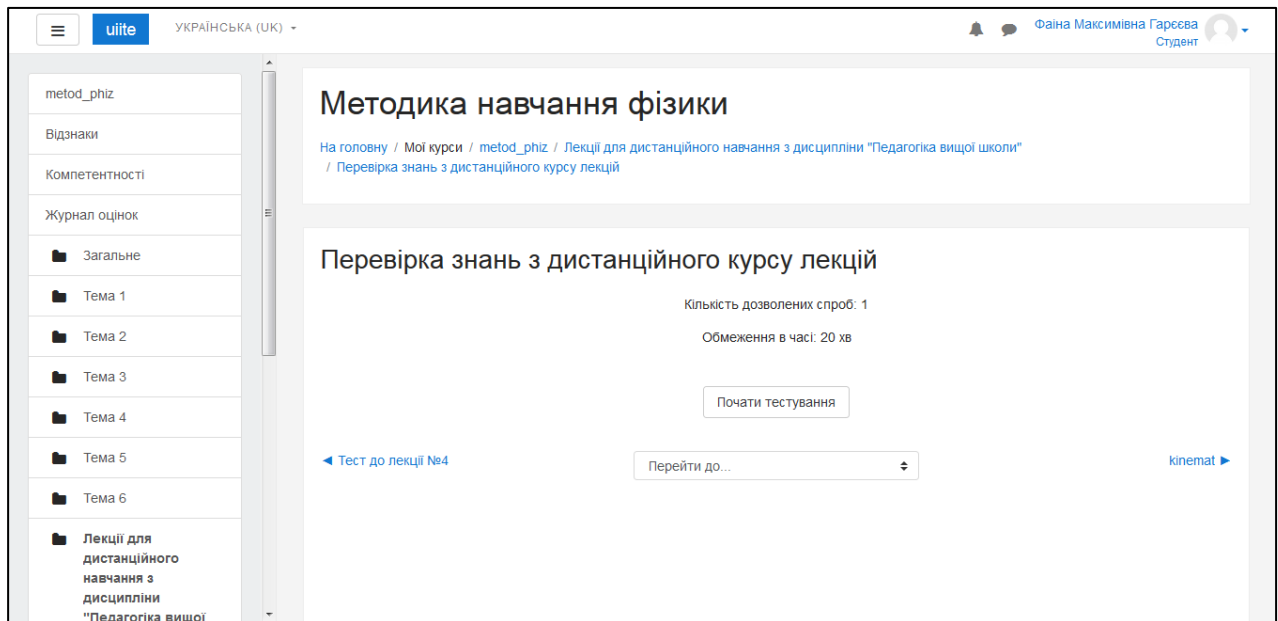 uiite
УКРАЇНСЬКА (UK)
Фаіна Максимівна Гарєєва
Студент
metod_phiz
Відзнаки
Компетентності
Журнал оцінок
Загальне
Тема 1
Тема 2
Тема 3
Тема 4
Тема 5
Тема 6
Лекції для
дистанційного
навчання з
дисципліни
"Педагогіка вищої
Методика навчання фізики
На головну / Мої курси / metod_phiz / Лекції для дистанційного навчання з дисципліни "Педагогіка вищої школи"
/ Перевірка знань з дистанційного курсу лекцій
Перевірка знань з дистанційного курсу лекцій
Кількість дозволених спроб: 1
Обмеження в часі: 20 хв
Почати тестування
◄ Тест до лекції №4
Перейти до...
kinemat ►